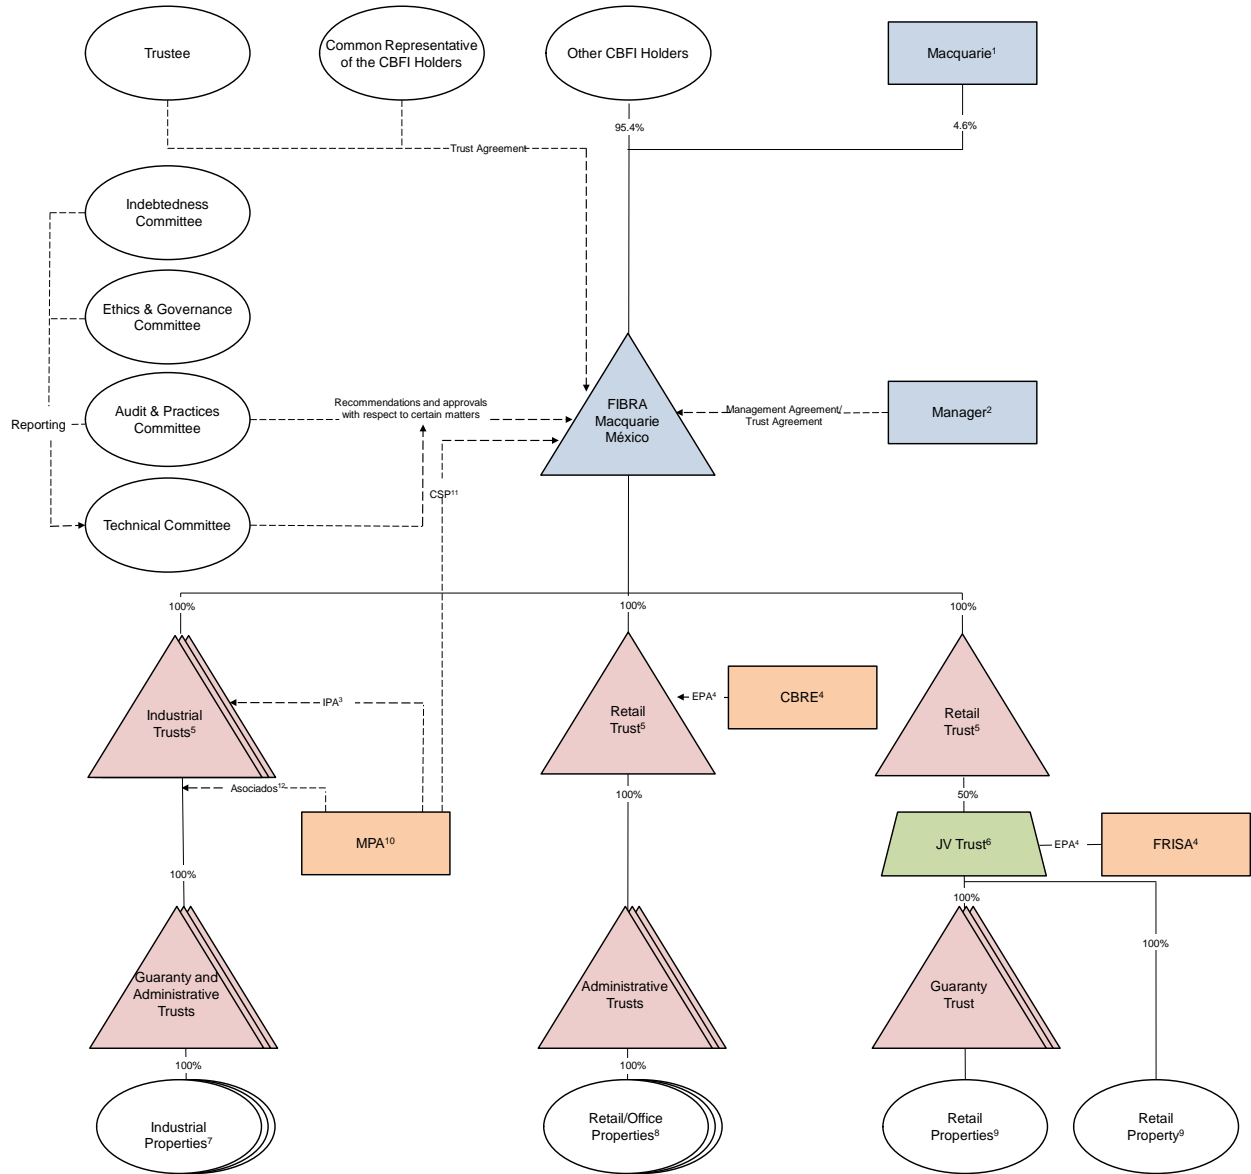 Trustee
Common Representative
of the CBFI Holders
Other CBFI Holders
Macquarie¹
95.4%
4.6%
Trust Agreement
Indebtedness
Committee
Ethics & Governance
Committee
Reporting
Audit & Practices
Committee
Recommendations and approvals
with respect to certain matters
FIBRA
Macquarie
México
Management Agreement/
Trust Agreement
Manager²
CSP¹¹
Technical Committee
100%
100%
100%
Industrial
Trusts⁵
IPA³
Retail
Trust⁵
EPA⁴
CBRE⁴
Retail
Trust⁵
Asociados¹²
100%
50%
MPA¹⁰
JV Trust⁶
EPA⁴
FRISA⁴
100%
100%
100%
Guaranty and
Administrative
Trusts
Administrative
Trusts
Guaranty
Trust
100%
100%
Industrial
Properties⁷
Retail/Office
Properties⁸
Retail
Properties⁹
Retail
Property⁹